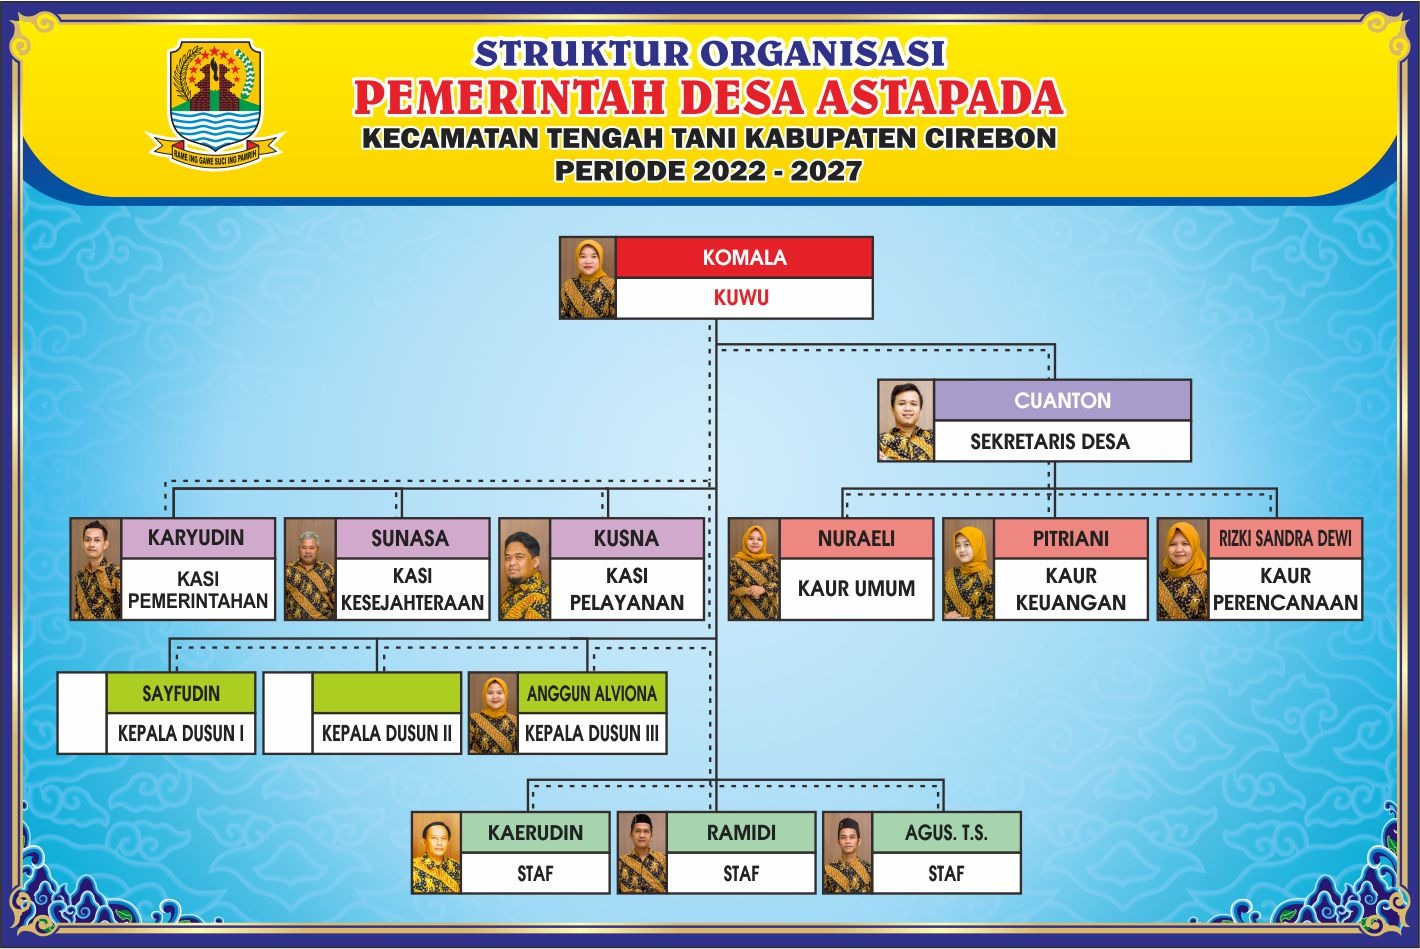 STRUKTUR ORGANISASI
PEMERINTAH DESA ASTAPADA
KECAMATAN TENGAH TANI KABUPATEN CIREBON
PERIODE 2022 - 2027
RAME ING GAWE SUCI ING PAMRIH
KOMALA
KUWU
CUANTON
SEKRETARIS DESA
KARYUDIN
KASI
PEMERINTAHAN
SUNASA
KASI
KESEJAHTERAAN
KUSNA
KASI
PELAYANAN
NURAELI
KAUR UMUM
PITRIANI
KAUR
KEUANGAN
RIZKI SANDRA DEWI
KAUR
PERENCANAAN
SAYFUDIN
KEPALA DUSUN I
KEPALA DUSUN II
ANGGUN ALVIONA
KEPALA DUSUN III
KAERUDIN
STAF
RAMIDI
STAF
AGUS. T.S.
STAF